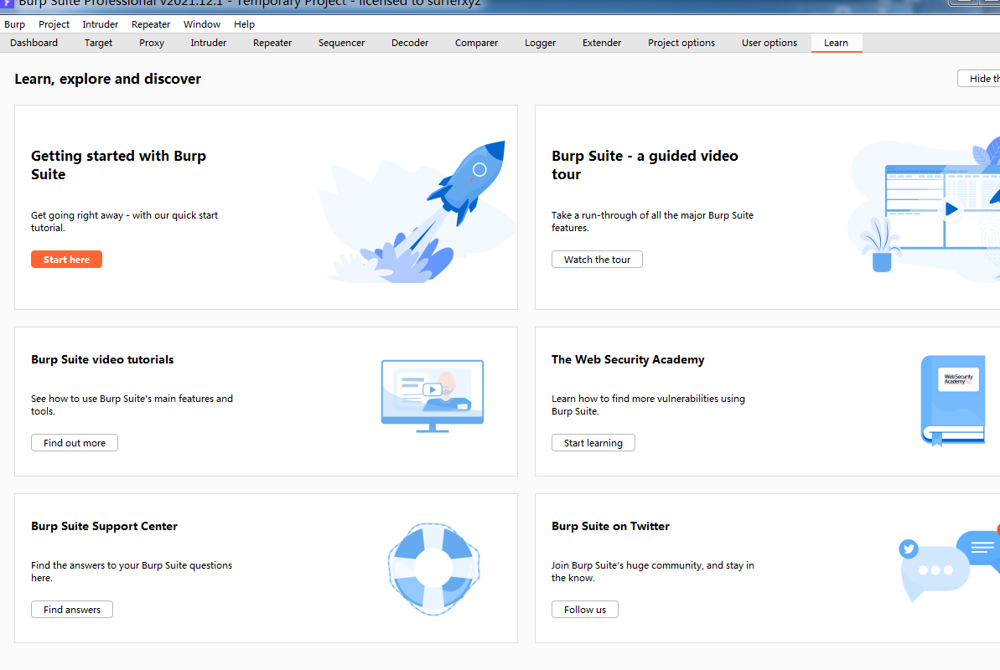 Burp Suite Professional v2021.12.1 - Temporary Project - licensed to surferxyz
Burp Project Intruder Repeater Window Help
Dashboard Target Proxy Intruder Repeater Sequencer Decoder Comparer Logger Extender Project options User options Learn
Learn, explore and discover
Hide th
Getting started with Burp
Suite
Get going right away - with our quick start
tutorial.
Start here
Burp Suite - a guided video
tour
Take a run-through of all the major Burp Suite
features.
Watch the tour
Burp Suite video tutorials
See how to use Burp Suite's main features and
tools.
Find out more
The Web Security Academy
Learn how to find more vulnerabilities using
Burp Suite.
Start learning
Web Security
Academy
Burp Suite Support Center
Find the answers to your Burp Suite questions
here.
Find answers
Burp Suite on Twitter
Join Burp Suite's huge community, and stay in
the know.
Follow us